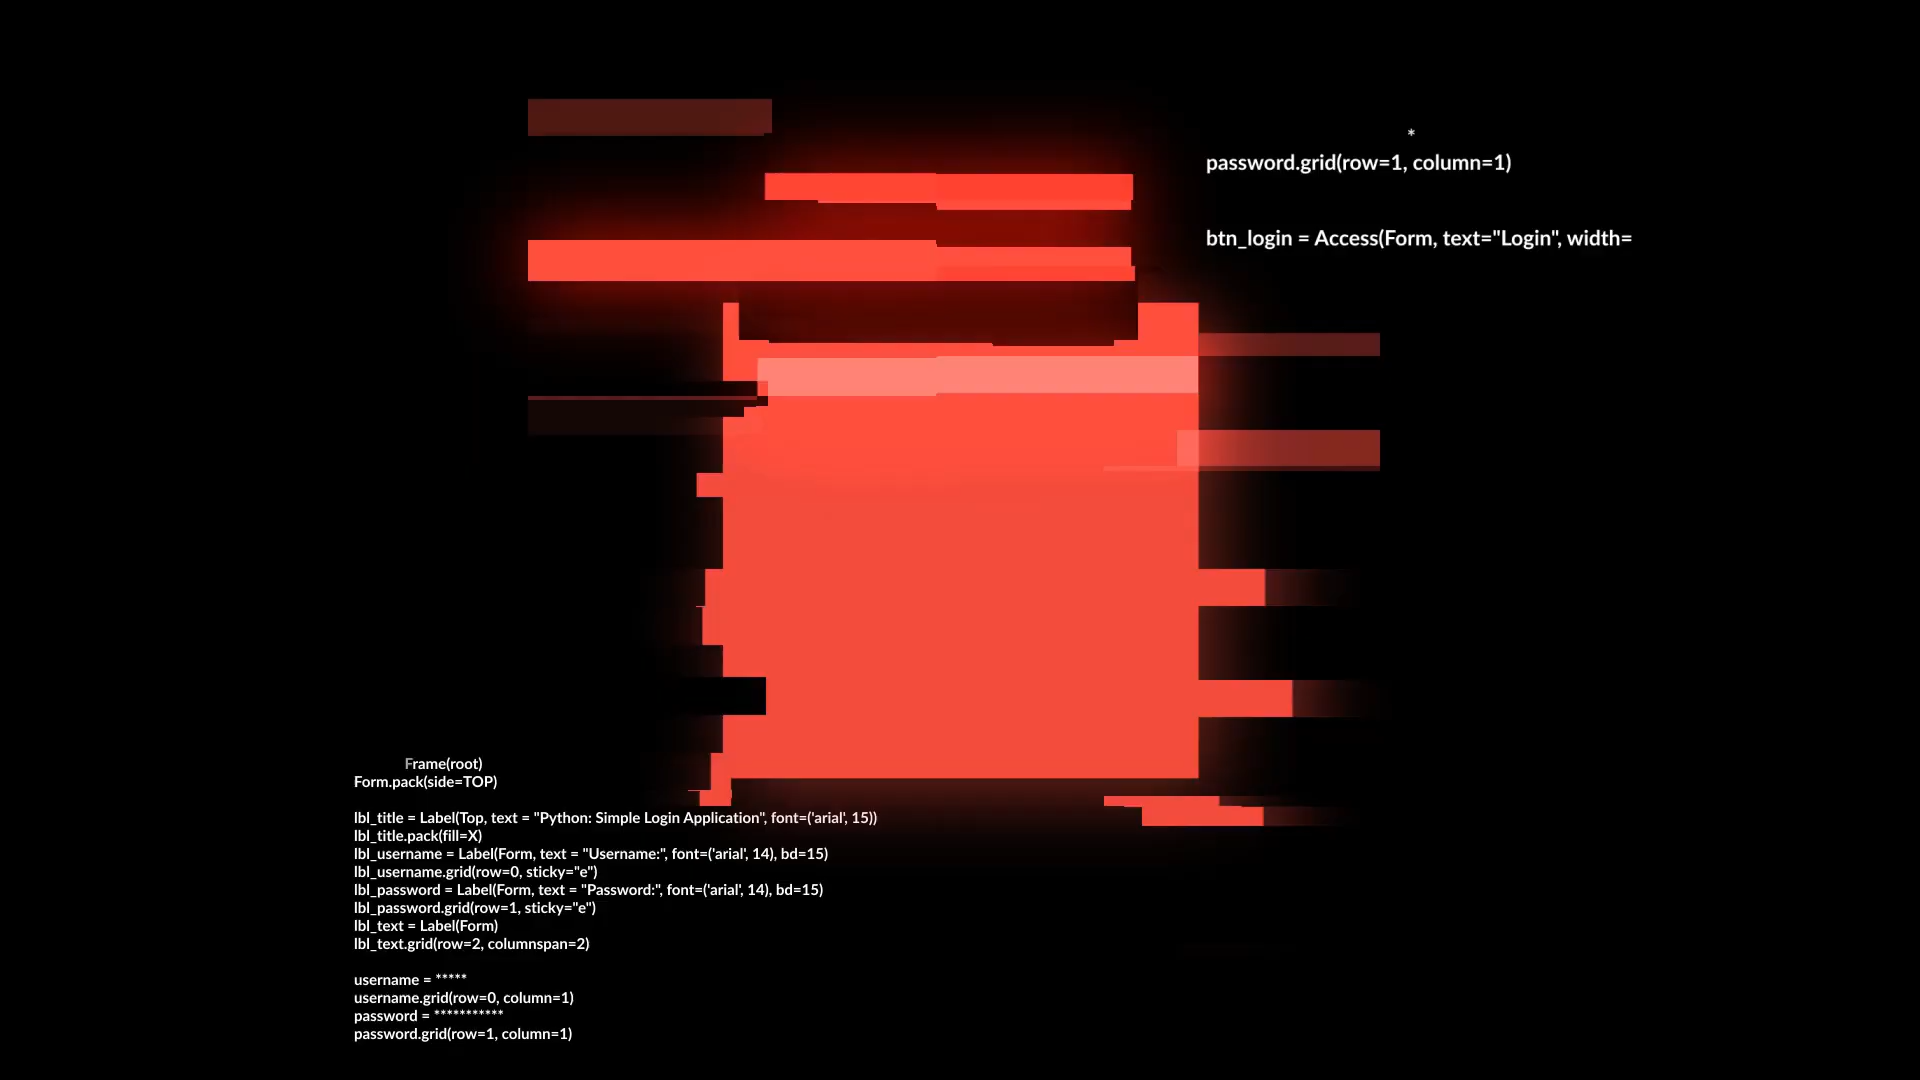 *
password.grid(row=1, column=1)
btn_login = Access(Form, text="Login", width=
Frame(root)
Form.pack(side=TOP)
lbl_title = Label(Top, text = "Python: Simple Login Application", font=('arial', 15))
lbl_title.pack(fill=X)
lbl_username = Label(Form, text = "Username:", font=('arial', 14), bd=15)
lbl_username.grid(row=0, sticky="e")
lbl_password = Label(Form, text = "Password:", font=('arial', 14), bd=15)
lbl_password.grid(row=1, sticky="e")
lbl_text = Label(Form)
lbl_text.grid(row=2, columnspan=2)
username = *****
username.grid(row=0, column=1)
password = ***********
password.grid(row=1, column=1)